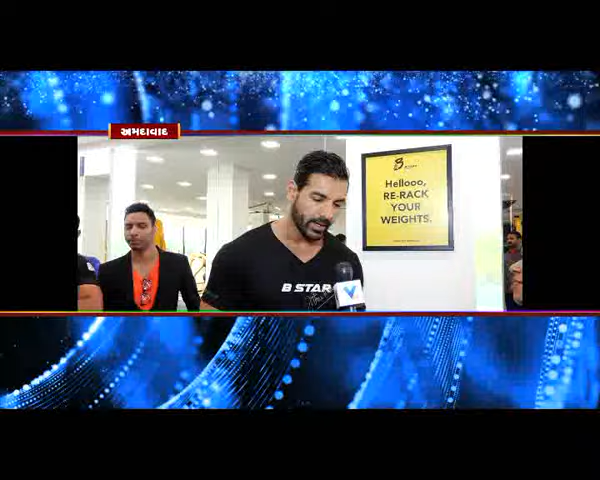 અમદાવાદ
Hellooo,
RE-RACK
YOUR
WEIGHTS.
B STAR